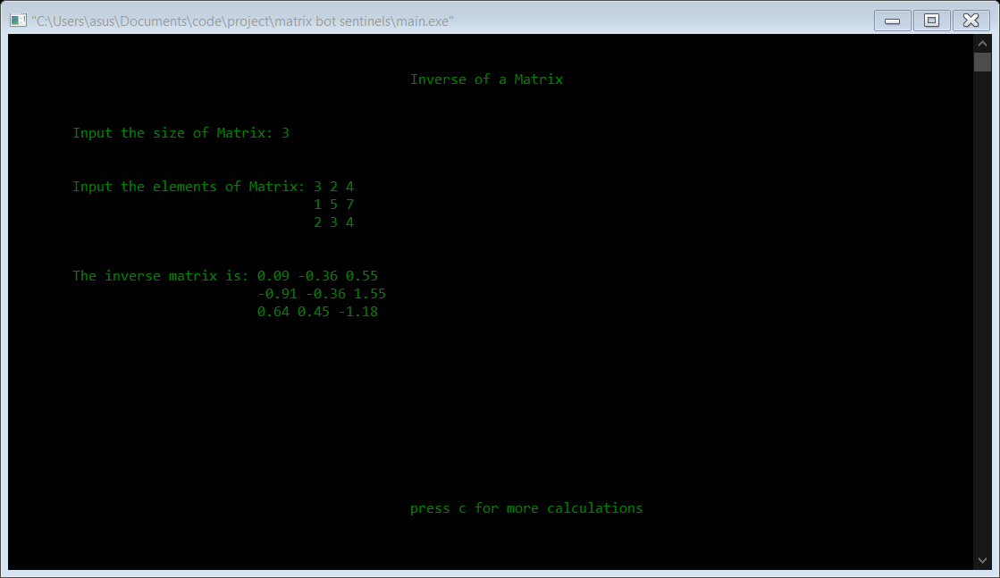 "C:\Users\asus\Documents\code\project\matrix bot sentinels\main.exe"
Inverse of a Matrix
Input the size of Matrix: 3
Input the elements of Matrix: 3 2 4
1 5 7
2 3 4
The inverse matrix is: 0.09 -0.36 0.55
-0.91 -0.36 1.55
0.64 0.45 -1.18
press c for more calculations